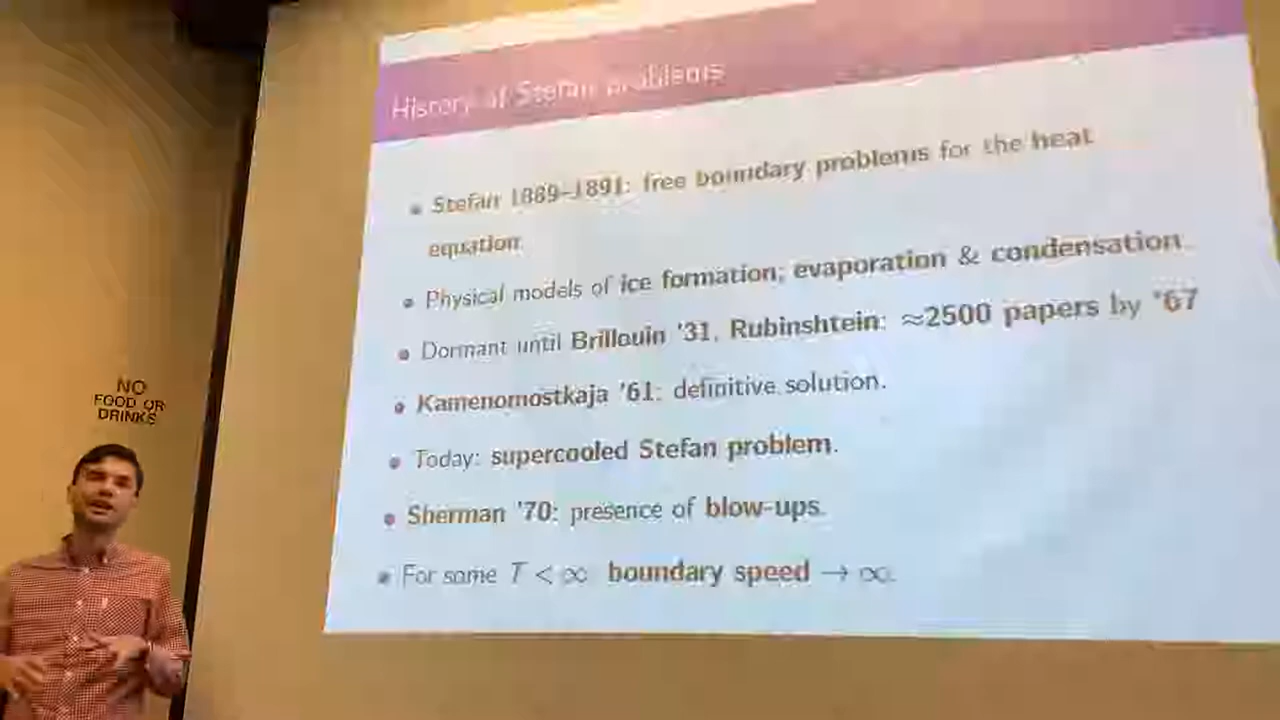 History of Stefan problems
Stefan 1889–1891: free boundary problems for the heat
equation.
Physical models of ice formation; evaporation & condensation.
Dormant until Brillouin '31, Rubinshtein: ≈2500 papers by '67
Kamenomostkaja '61: definitive solution.
Today: supercooled Stefan problem.
Sherman '70: presence of blow-ups.
For some T < ∞ boundary speed → ∞.
NO
FOOD OR
DRINKS